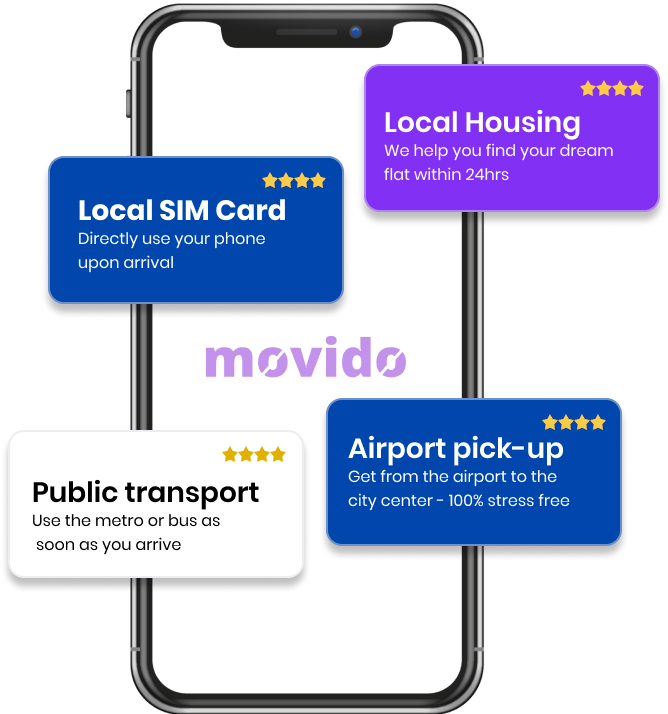 Local Housing
We help you find your dream
flat within 24hrs
Local SIM Card
Directly use your phone
upon arrival
movido
Airport pick-up
Get from the airport to the
city center - 100% stress free
Public transport
Use the metro or bus as
soon as you arrive